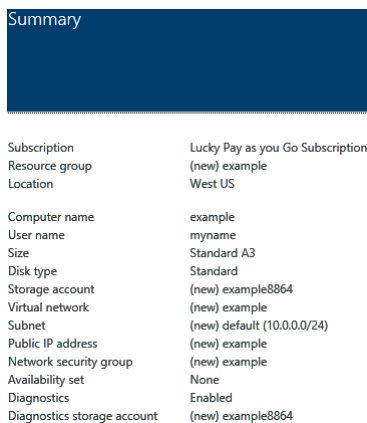 Summary
Subscription Lucky Pay as you Go Subscription
Resource group (new) example
Location West US
Computer name example
User name myname
Size Standard A3
Disk type Standard
Storage account (new) example8864
Virtual network (new) example
Subnet (new) default (10.0.0.0/24)
Public IP address (new) example
Network security group (new) example
Availability set None
Diagnostics Enabled
Diagnostics storage account (new) example8864